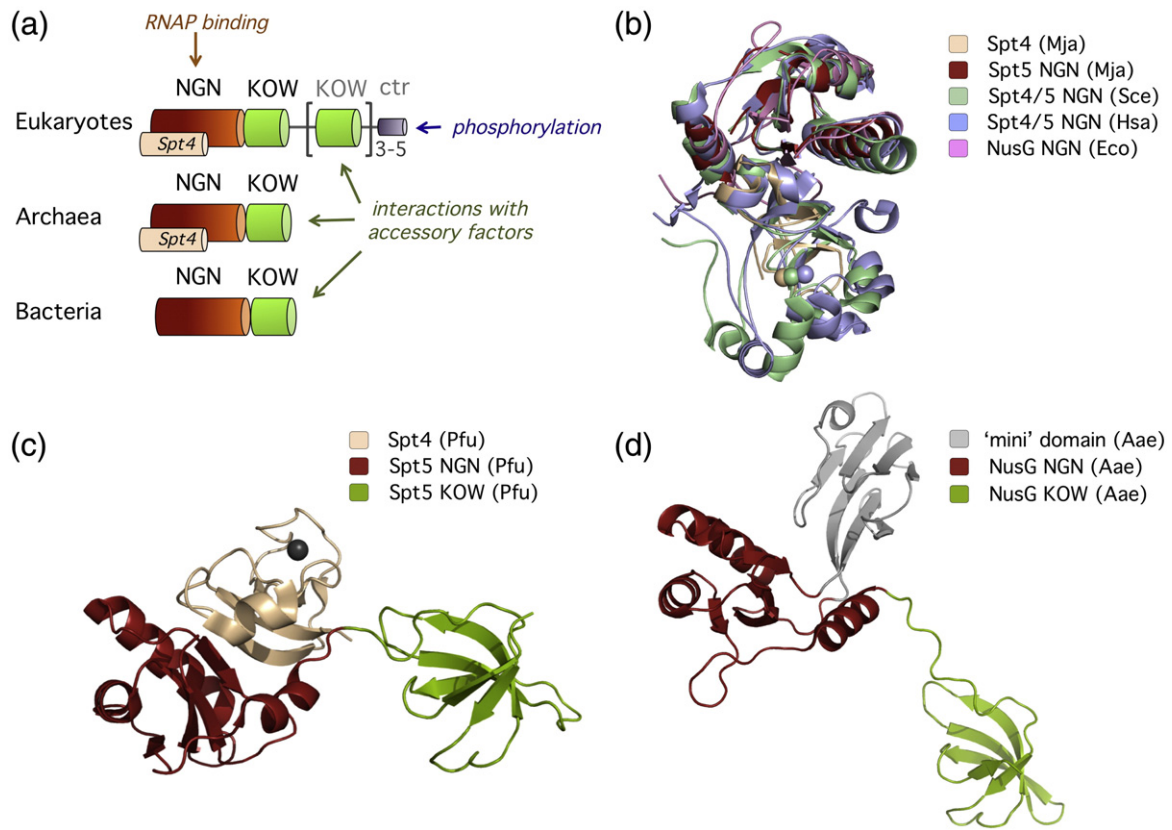 (a)
RNAP binding
NGN KOW KOW ctr
Eukaryotes
Spt4
3-5
phosphorylation
NGN KOW
Archaea
Spt4
interactions with
accessory factors
NGN KOW
Bacteria
(b)
Spt4 (Mja)
Spt5 NGN (Mja)
Spt4/5 NGN (Sce)
Spt4/5 NGN (Hsa)
NusG NGN (Eco)
(c)
Spt4 (Pfu)
Spt5 NGN (Pfu)
Spt5 KOW (Pfu)
(d)
‘mini’ domain (Aae)
NusG NGN (Aae)
NusG KOW (Aae)